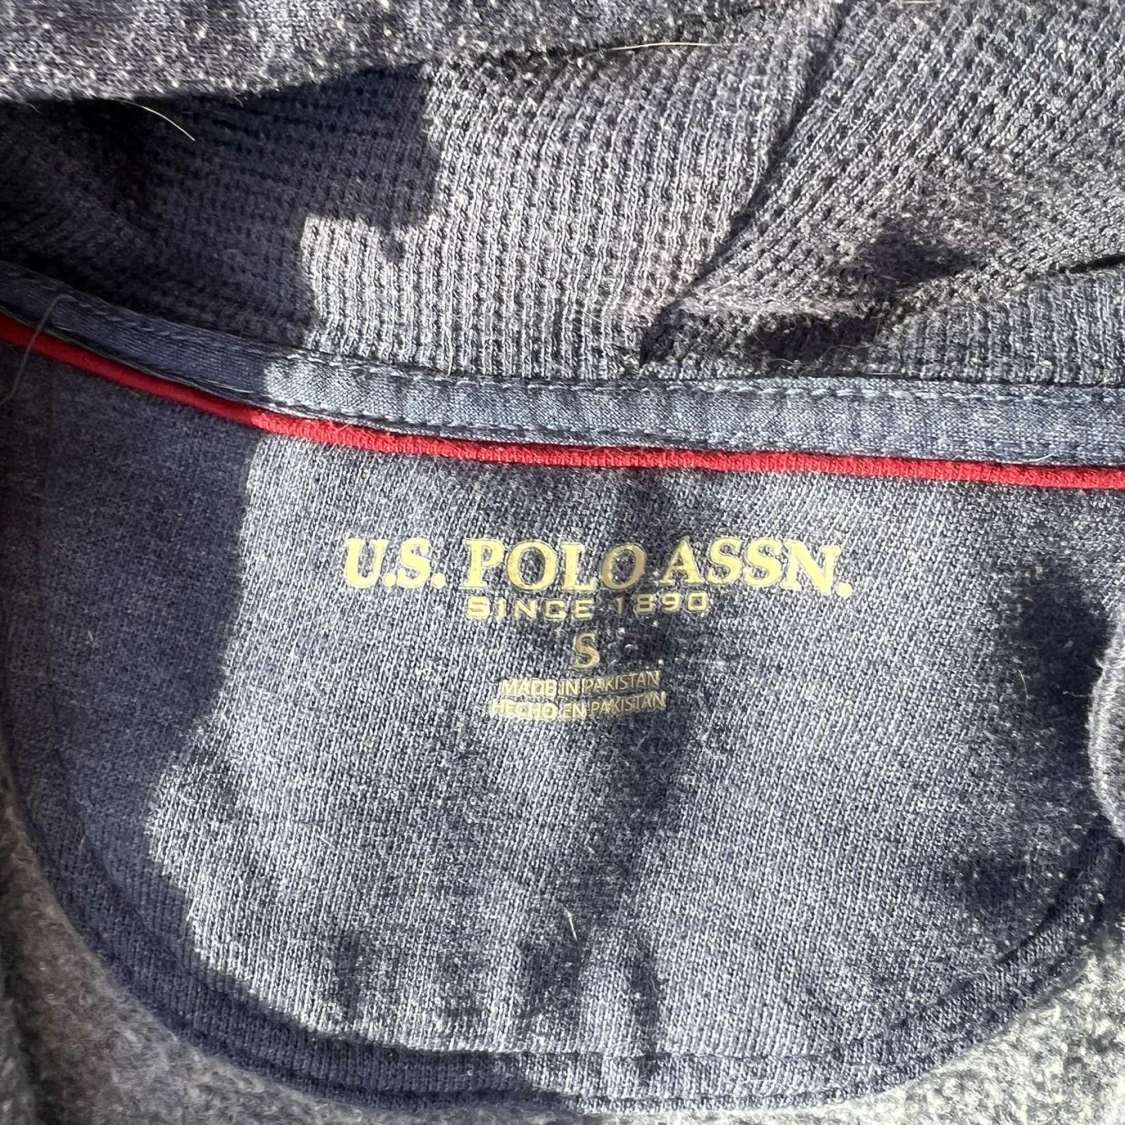 U.S. POLO ASSN.
SINCE 1890
S
MADE IN PAKISTAN
HECHO EN PAKISTAN